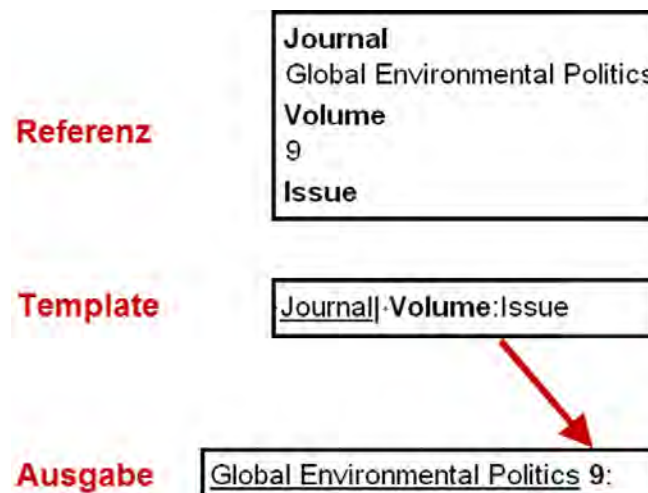 Journal
Global Environmental Politics
Volume
Referenz
9
Issue
Template
Journal|·Volume:Issue
Ausgabe
Global Environmental Politics 9: